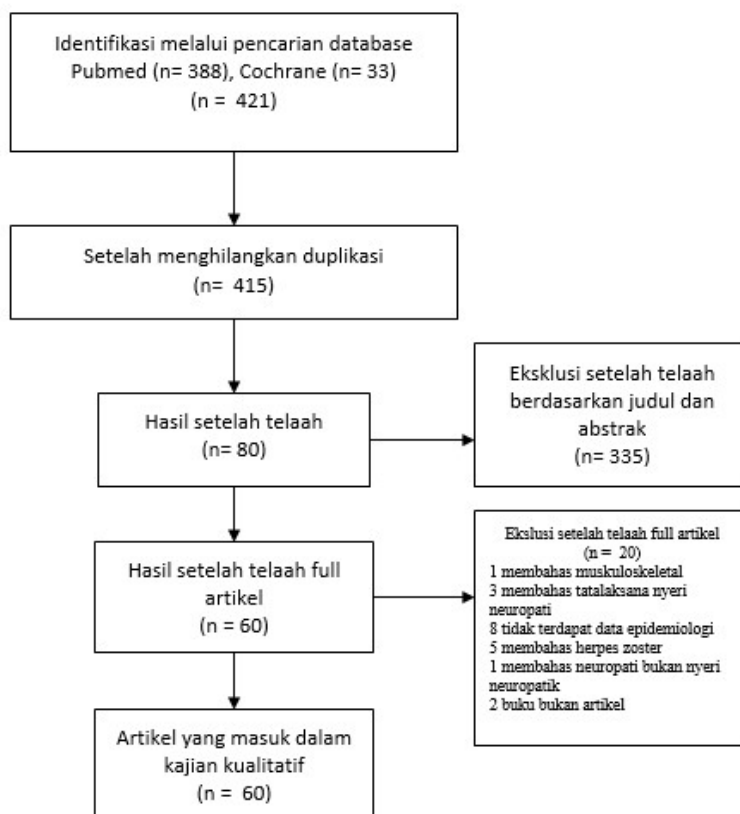 Identifikasi melalui pencarian database
Pubmed (n= 388), Cochrane (n= 33)
(n = 421)
Setelah menghilangkan duplikasi
(n= 415)
Hasil setelah telaah
(n= 80)
Eksklusi setelah telaah
berdasarkan judul dan
abstrak
(n= 335)
Hasil setelah telaah full
artikel
(n = 60)
Ekslusi setelah telaah full artikel
(n = 20)
1 membahas muskuloskeletal
3 membahas tatalaksana nyeri
neuropati
8 tidak terdapat data epidemiologi
5 membahas herpes zoster
1 membahas neuropati bukan nyeri
neuropatik
2 buku bukan artikel
Artikel yang masuk dalam
kajian kualitatif
(n = 60)